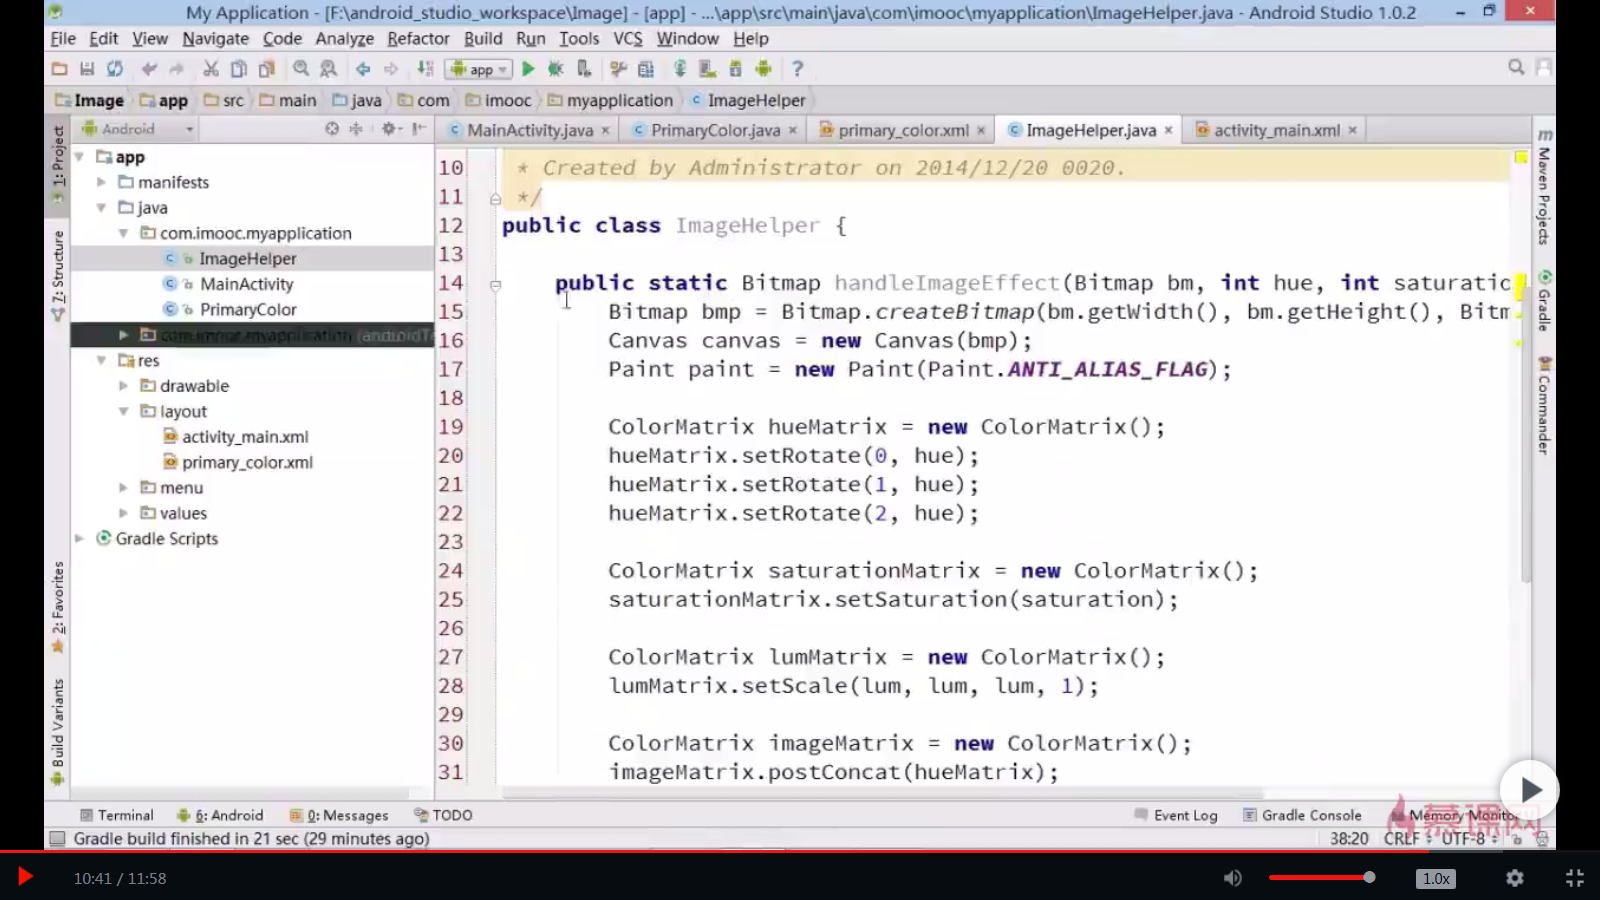 My Application - [F:\android_studio_workspace\Image] - [app] - ...\app\src\main\java\com\imooc\myapplication\ImageHelper.java - Android Studio 1.0.2
File Edit View Navigate Code Analyze Refactor Build Run Tools VCS Window Help
app
Image app src main java com imooc myapplication ImageHelper
Android
MainActivity.java PrimaryColor.java primary_color.xml ImageHelper.java activity_main.xml
1: Project
7: Structure
2: Favorites
Build Variants
app
manifests
java
com.imooc.myapplication
ImageHelper
MainActivity
PrimaryColor
com.imooc.myapplication (androidTe
res
drawable
layout
activity_main.xml
primary_color.xml
menu
values
Gradle Scripts
10 * Created by Administrator on 2014/12/20 0020.
11 */
12 public class ImageHelper {
13
14 public static Bitmap handleImageEffect(Bitmap bm, int hue, int saturatio
15 Bitmap bmp = Bitmap.createBitmap(bm.getWidth(), bm.getHeight(), Bitm
16 Canvas canvas = new Canvas(bmp);
17 Paint paint = new Paint(Paint.ANTI_ALIAS_FLAG);
18
19 ColorMatrix hueMatrix = new ColorMatrix();
20 hueMatrix.setRotate(0, hue);
21 hueMatrix.setRotate(1, hue);
22 hueMatrix.setRotate(2, hue);
23
24 ColorMatrix saturationMatrix = new ColorMatrix();
25 saturationMatrix.setSaturation(saturation);
26
27 ColorMatrix lumMatrix = new ColorMatrix();
28 lumMatrix.setScale(lum, lum, lum, 1);
29
30 ColorMatrix imageMatrix = new ColorMatrix();
31 imageMatrix.postConcat(hueMatrix);
m Maven Projects
Gradle
Commander
Terminal 6: Android 0: Messages TODO Event Log Gradle Console Memory Monitor
慕课网
Gradle build finished in 21 sec (29 minutes ago) 38:20 CRLF UTF-8
10:41 / 11:58 1.0x